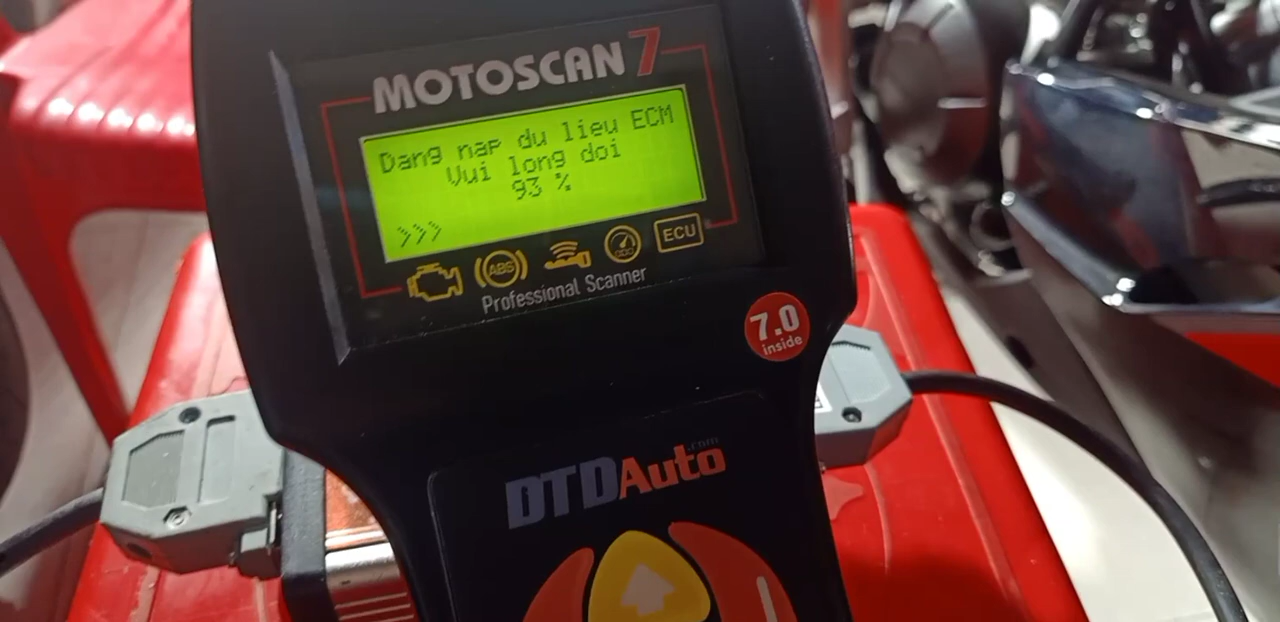 MOTOSCAN 7
Dang nap du lieu ECM
Vui long doi
93 %
>>>
ABS
ECU
Professional Scanner
7.0
inside
DTDAuto.com